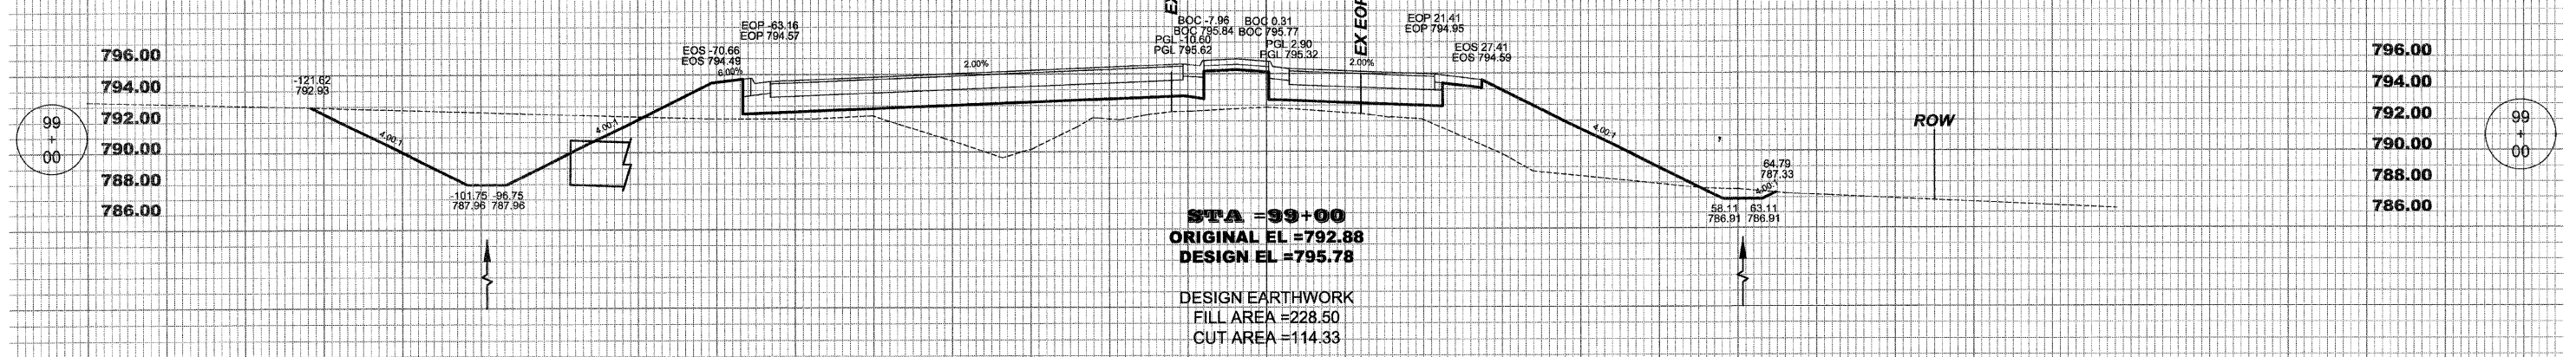 EX
EX EOP
EOP -63.16
EOP 794.57
BOC -7.96
BOC 795.84
BOC 0.31
BOC 795.77
EOP 21.41
EOP 794.95
EOS -70.66
EOS 794.49
PGL -10.60
PGL 795.62
PGL 2.90
PGL 795.32
EOS 27.41
EOS 794.59
796.00
794.00
792.00
790.00
788.00
786.00
99
+
00
-121.62
792.93
6.00%
2.00%
2.00%
4.00:1
4.00:1
4.00:1
4.00:1
-101.75 -96.75
787.96 787.96
64.79
787.33
58.11 63.11
786.91 786.91
ROW
796.00
794.00
792.00
790.00
788.00
786.00
99
+
00
STA =99+00
ORIGINAL EL =792.88
DESIGN EL =795.78
DESIGN EARTHWORK
FILL AREA =228.50
CUT AREA =114.33